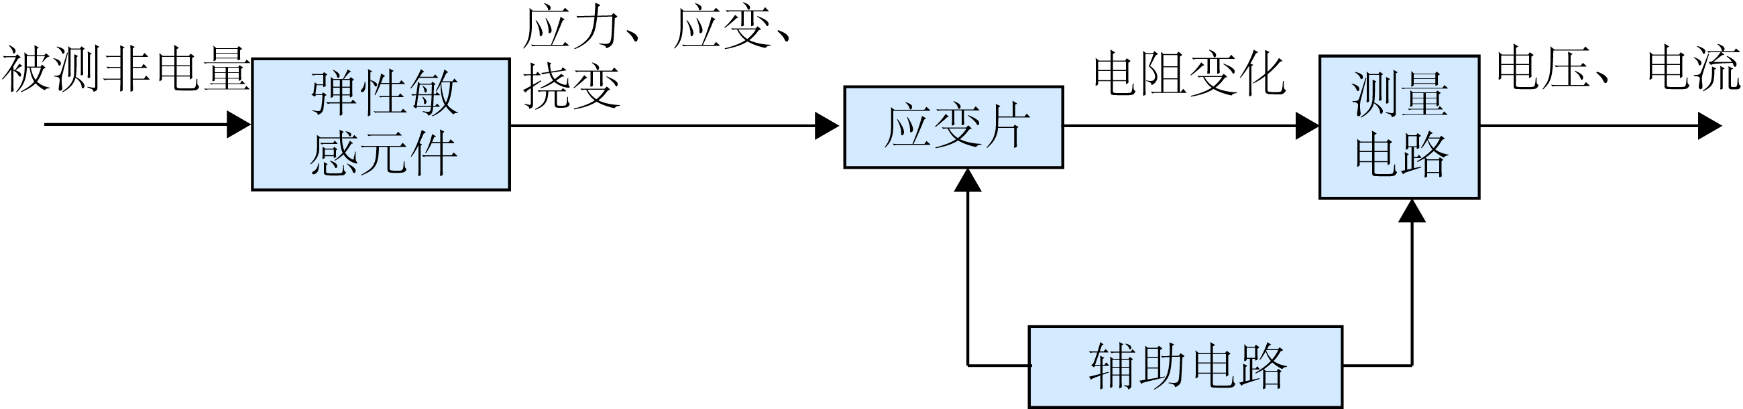 被测非电量
弹性敏
感元件
应力、应变、
挠变
应变片
电阻变化
测量
电路
电压、电流
辅助电路